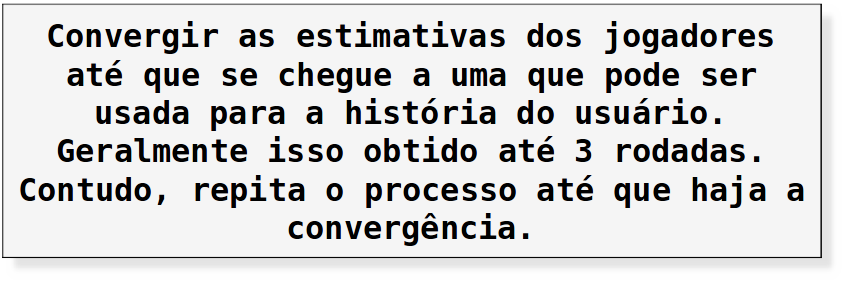 Convergir as estimativas dos jogadores
até que se chegue a uma que pode ser
usada para a história do usuário.
Geralmente isso obtido até 3 rodadas.
Contudo, repita o processo até que haja a
convergência.